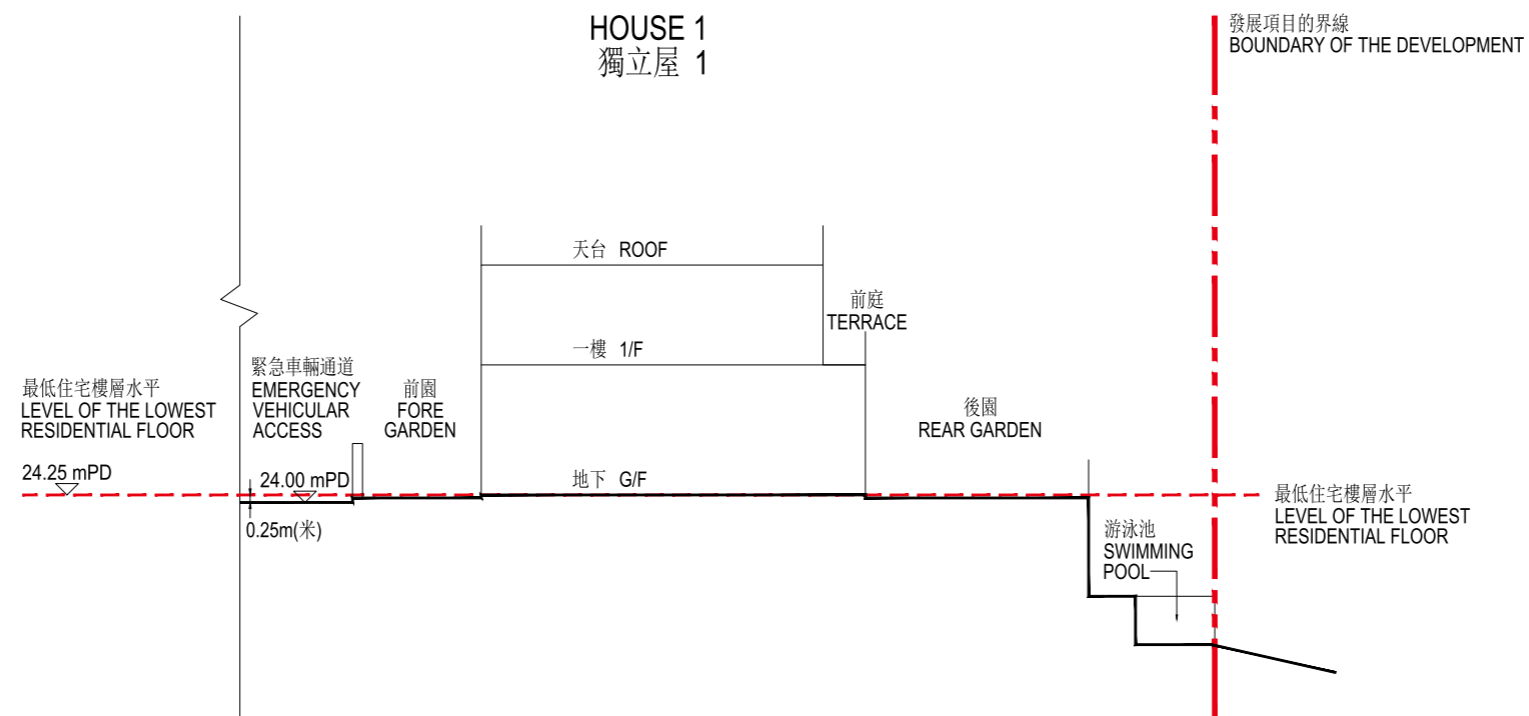 HOUSE 1
獨立屋 1
發展項目的界線
BOUNDARY OF THE DEVELOPMENT
天台 ROOF
前庭
TERRACE
一樓 1/F
最低住宅樓層水平
LEVEL OF THE LOWEST
RESIDENTIAL FLOOR
24.25 mPD
緊急車輛通道
EMERGENCY
VEHICULAR
ACCESS
24.00 mPD
0.25m(米)
前園
FORE
GARDEN
地下 G/F
後園
REAR GARDEN
游泳池
SWIMMING
POOL
最低住宅樓層水平
LEVEL OF THE LOWEST
RESIDENTIAL FLOOR